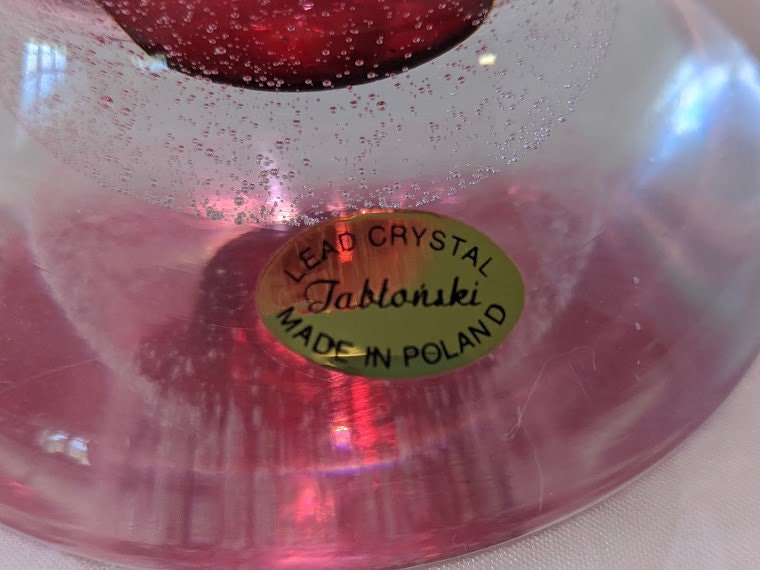 LEAD CRYSTAL
Jabłoński
MADE IN POLAND